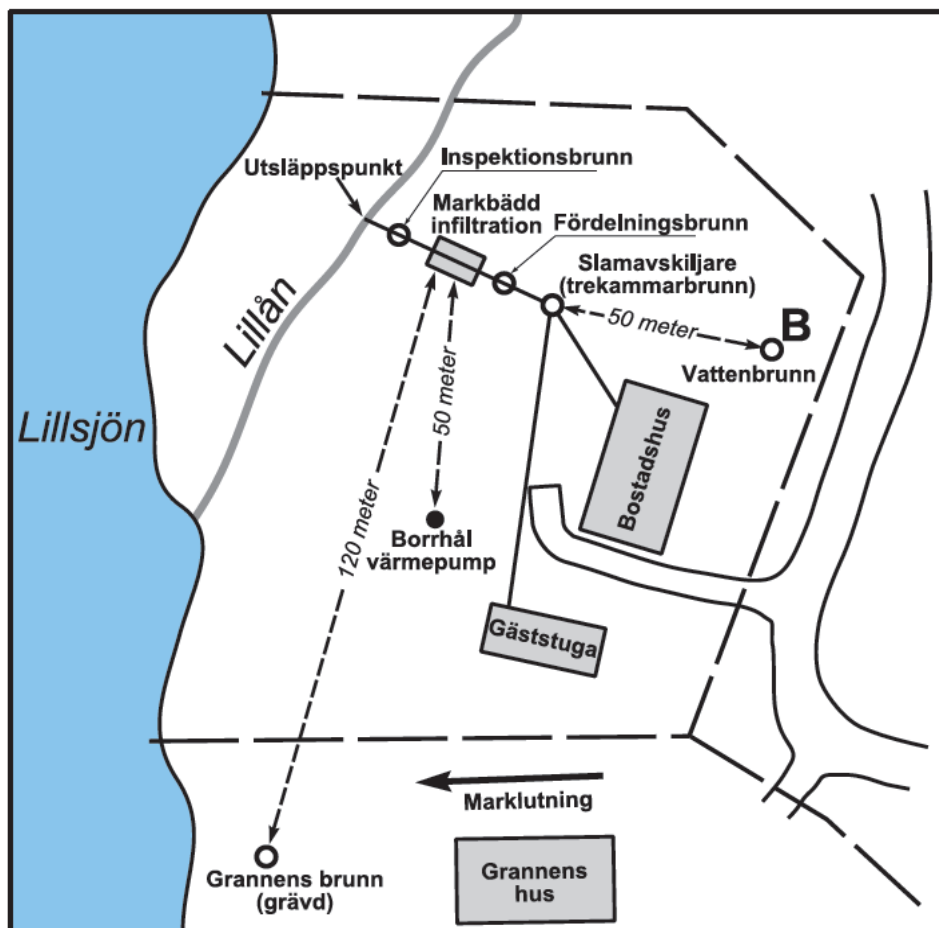 Utsläppspunkt
Inspektionsbrunn
Markbädd
infiltration
Fördelningsbrunn
Slamavskiljare
(trekammarbrunn)
50 meter
B
Vattenbrunn
Lillån
Lillsjön
50 meter
120 meter
Bostadshus
Borrhål
värmepump
Gäststuga
Marklutning
Grannens brunn
(grävd)
Grannens
hus